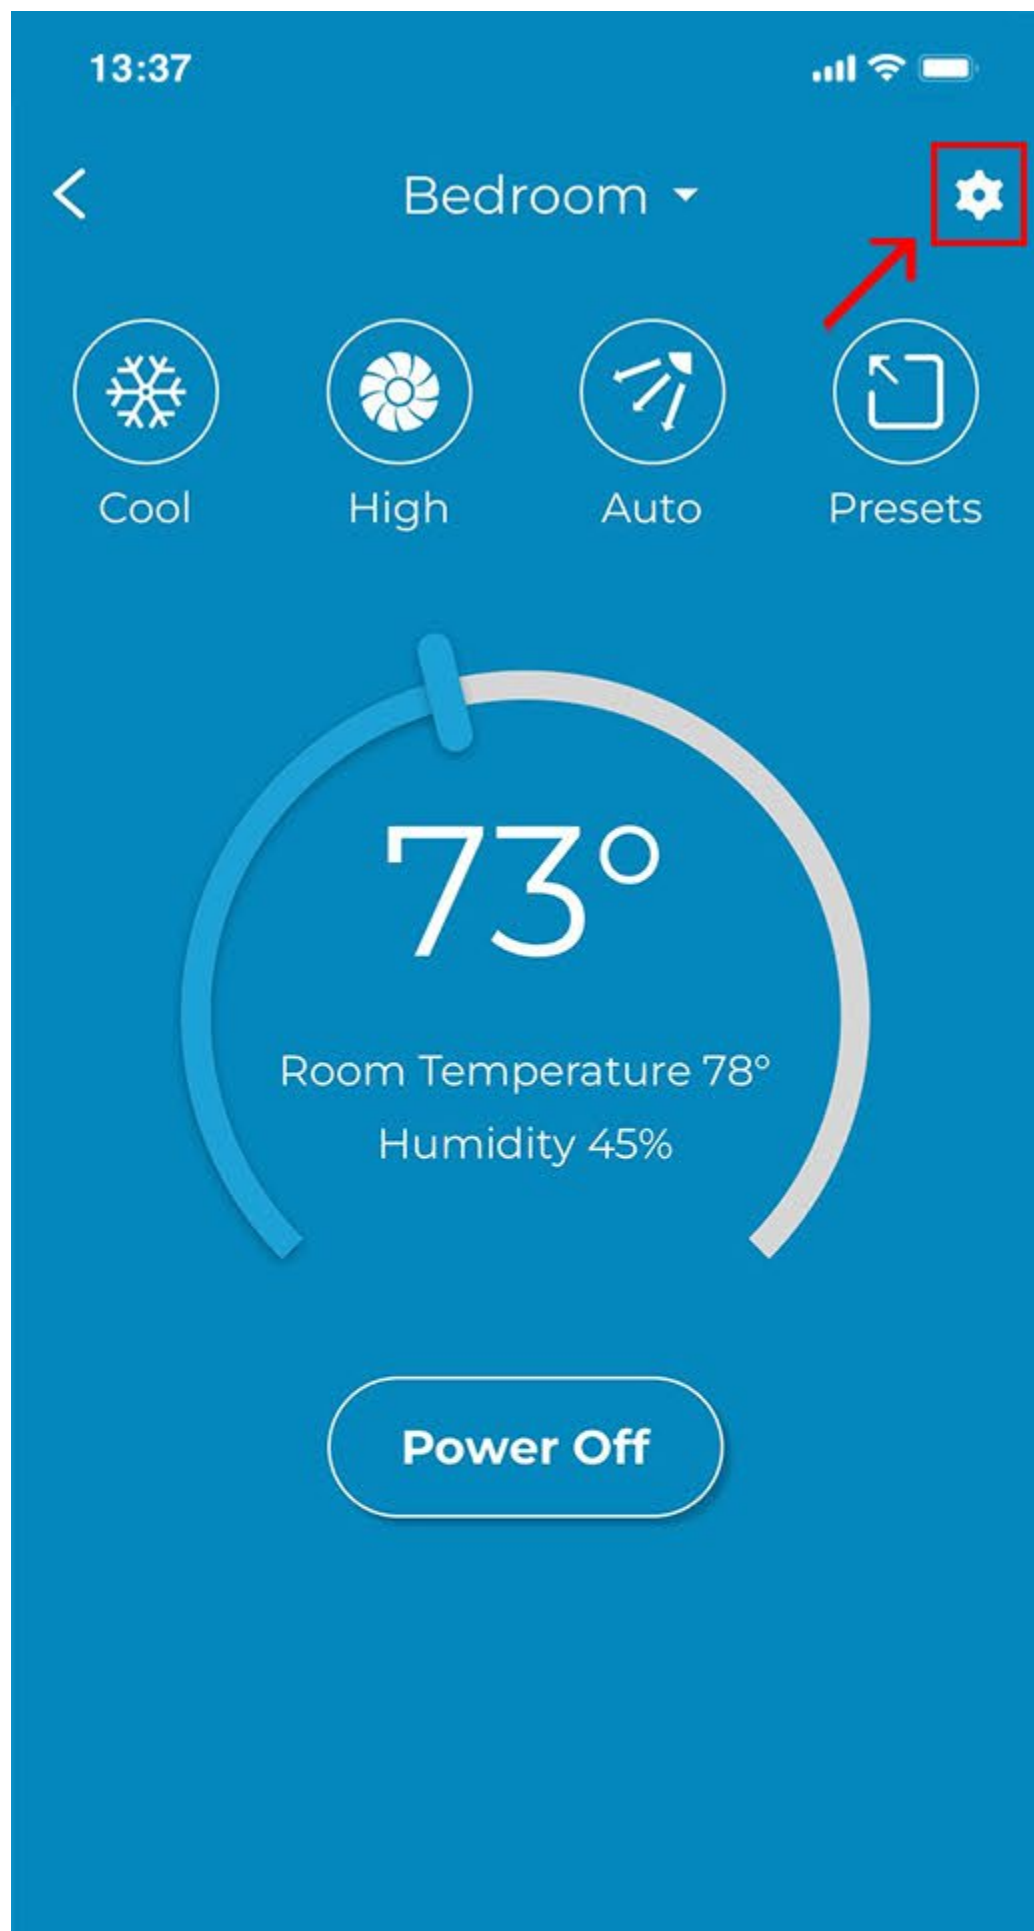 13:37
Bedroom
Cool High Auto Presets
73°
Room Temperature 78°
Humidity 45%
Power Off